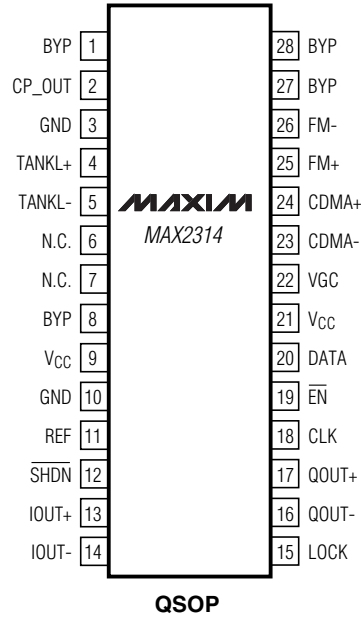 BYP 1
CP_OUT 2
GND 3
TANKL+ 4
TANKL- 5
N.C. 6
N.C. 7
BYP 8
VCC 9
GND 10
REF 11
S̅H̅D̅N̅ 12
IOUT+ 13
IOUT- 14
MAXIM
MAX2314
28 BYP
27 BYP
26 FM-
25 FM+
24 CDMA+
23 CDMA-
22 VGC
21 VCC
20 DATA
19 E̅N̅
18 CLK
17 QOUT+
16 QOUT-
15 LOCK
QSOP